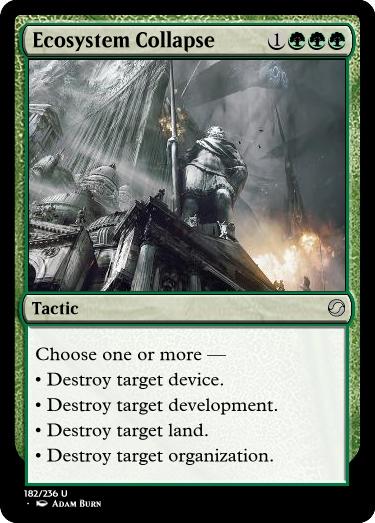 Ecosystem Collapse 1
Tactic
Choose one or more —
• Destroy target device.
• Destroy target development.
• Destroy target land.
• Destroy target organization.
182/236 U
• Adam Burn